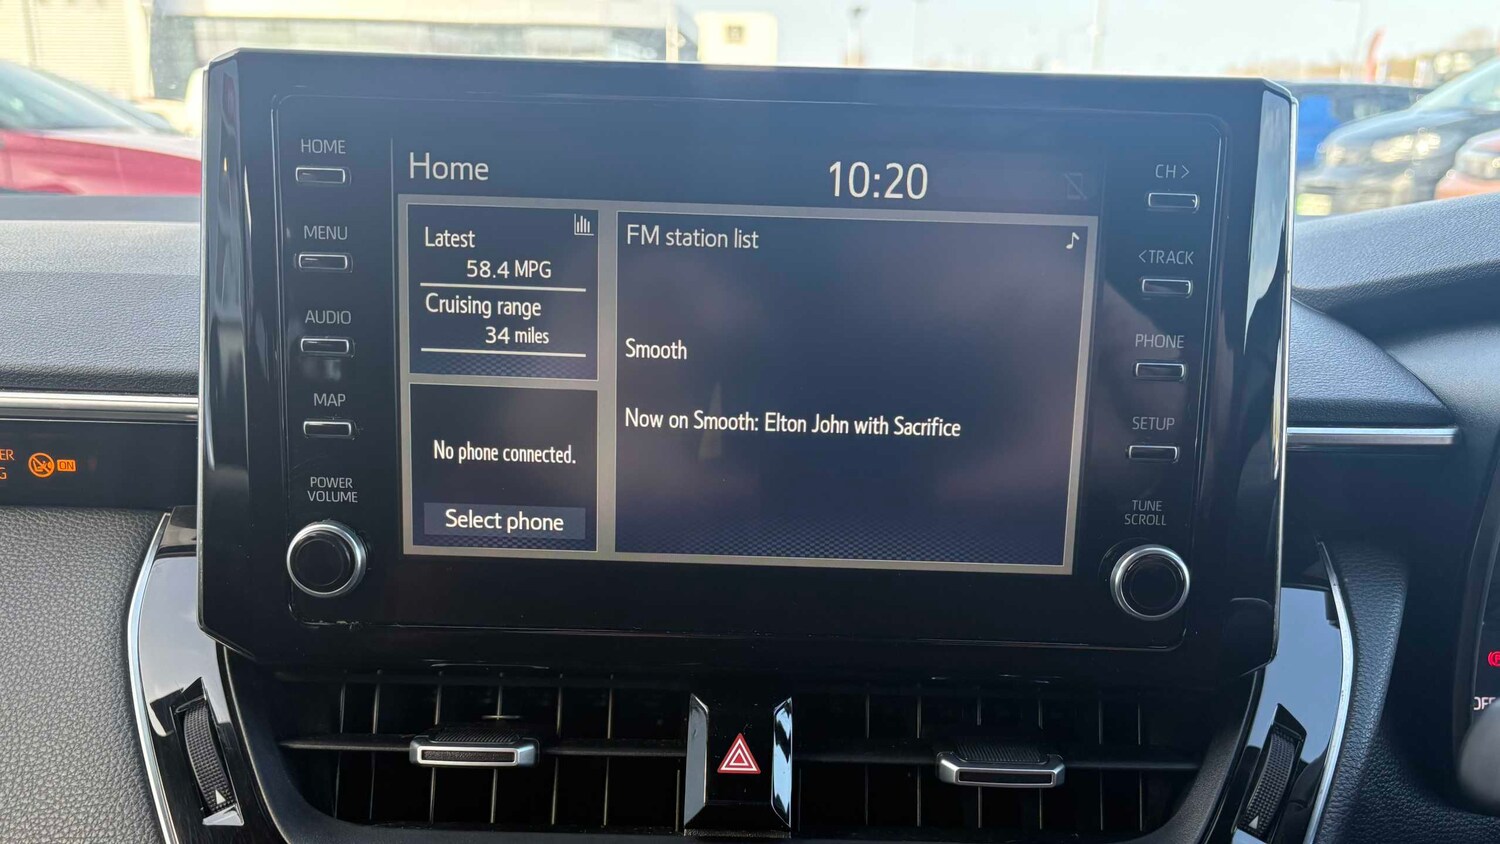 HOME
MENU
AUDIO
MAP
POWER
VOLUME
Home
10:20
Latest
58.4 MPG
Cruising range
34 miles
No phone connected.
Select phone
FM station list
Smooth
Now on Smooth: Elton John with Sacrifice
CH >
< TRACK
PHONE
SETUP
TUNE
SCROLL
ON